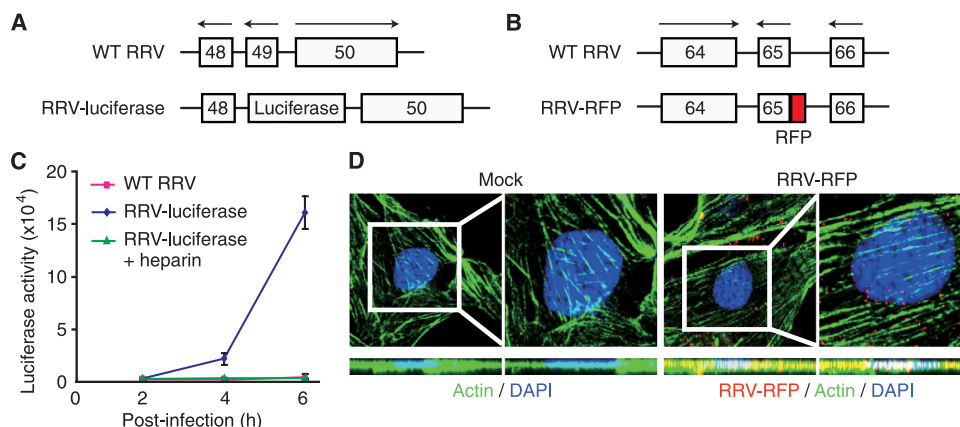 A
WT RRV
48
49
50
RRV-luciferase
48
Luciferase
50
B
WT RRV
64
65
66
RRV-RFP
64
65
66
RFP
C
Luciferase activity (x10⁴)
20
15
10
5
0
0
2
4
6
Post-infection (h)
WT RRV
RRV-luciferase
RRV-luciferase
+ heparin
D
Mock
RRV-RFP
Actin / DAPI
RRV-RFP / Actin / DAPI